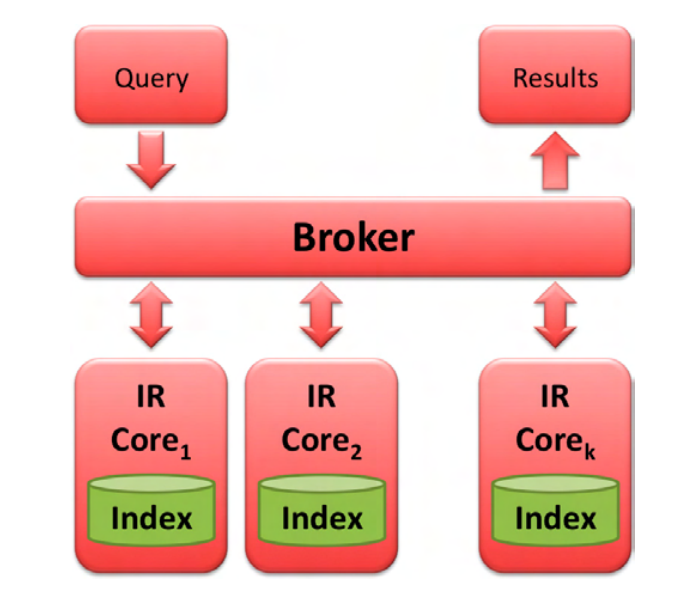 Query
Results
Broker
IR
Core₁
Index
IR
Core₂
Index
IR
Coreₖ
Index